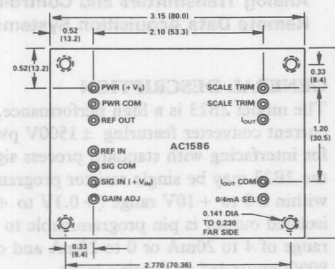 3.15 (80.0)
0.52
(13.2)
2.10 (53.3)
0.52(13.2)
0.33
(8.4)
PWR (+VS)
SCALE TRIM
PWR COM
SCALE TRIM
REF OUT
IOUT
1.20
(30.5)
REF IN
AC1586
SIG COM
SIG IN (+VIN)
IOUT COM
GAIN ADJ
0/4mA SEL
0.141 DIA
TO 0.230
FAR SIDE
0.33
(8.4)
2.770 (70.36)